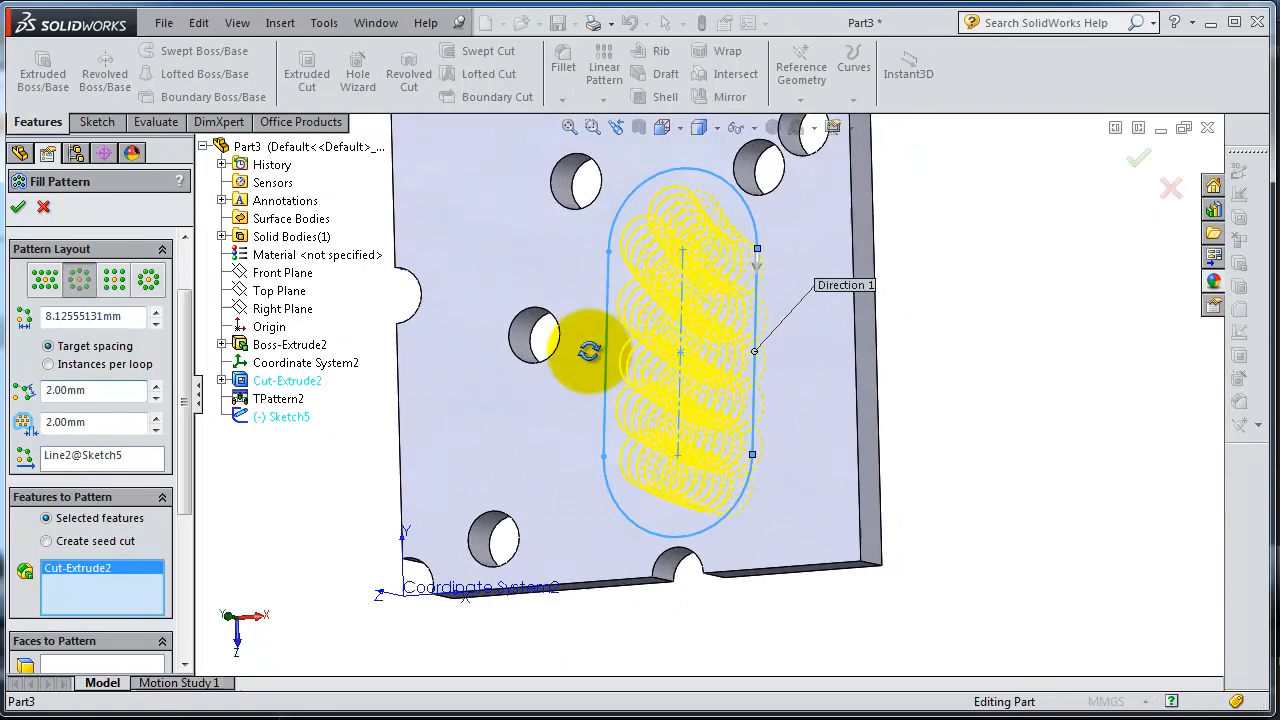 SOLIDWORKS File Edit View Insert Tools Window Help Part3 * Search SolidWorks Help
Extruded Boss/Base
Revolved Boss/Base
Swept Boss/Base
Lofted Boss/Base
Boundary Boss/Base
Extruded Cut
Hole Wizard
Revolved Cut
Swept Cut
Lofted Cut
Boundary Cut
Fillet
Linear Pattern
Rib
Draft
Shell
Wrap
Intersect
Mirror
Reference Geometry
Curves
Instant3D
Features Sketch Evaluate DimXpert Office Products
Fill Pattern ?
Pattern Layout
8.12555131mm
Target spacing
Instances per loop
2.00mm
2.00mm
Line2@Sketch5
Features to Pattern
Selected features
Create seed cut
Cut-Extrude2
Faces to Pattern
Part3 (Default<<Default>_...
History
Sensors
Annotations
Surface Bodies
Solid Bodies(1)
Material <not specified>
Front Plane
Top Plane
Right Plane
Origin
Boss-Extrude2
Coordinate System2
Cut-Extrude2
TPattern2
(-) Sketch5
Direction 1
Y
Coordinate System2
Z X
Y X
Z
Model Motion Study 1
Part3 Editing Part MMGS